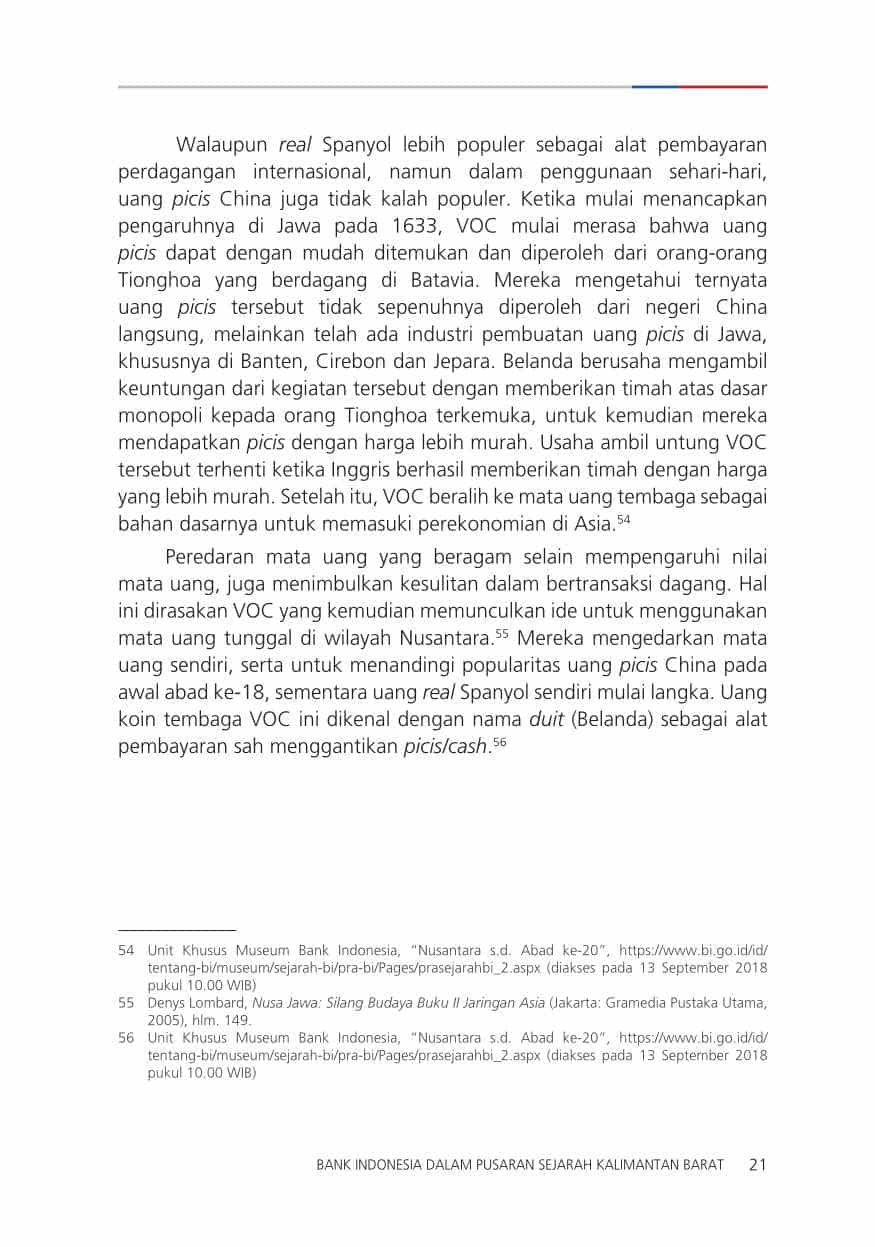 Walaupun real Spanyol lebih populer sebagai alat pembayaran
perdagangan internasional, namun dalam penggunaan sehari-hari,
uang picis China juga tidak kalah populer. Ketika mulai menancapkan
pengaruhnya di Jawa pada 1633, VOC mulai merasa bahwa uang
picis dapat dengan mudah ditemukan dan diperoleh dari orang-orang
Tionghoa yang berdagang di Batavia. Mereka mengetahui ternyata
uang picis tersebut tidak sepenuhnya diperoleh dari negeri China
langsung, melainkan telah ada industri pembuatan uang picis di Jawa,
khususnya di Banten, Cirebon dan Jepara. Belanda berusaha mengambil
keuntungan dari kegiatan tersebut dengan memberikan timah atas dasar
monopoli kepada orang Tionghoa terkemuka, untuk kemudian mereka
mendapatkan picis dengan harga lebih murah. Usaha ambil untung VOC
tersebut terhenti ketika Inggris berhasil memberikan timah dengan harga
yang lebih murah. Setelah itu, VOC beralih ke mata uang tembaga sebagai
bahan dasarnya untuk memasuki perekonomian di Asia.54
Peredaran mata uang yang beragam selain mempengaruhi nilai
mata uang, juga menimbulkan kesulitan dalam bertransaksi dagang. Hal
ini dirasakan VOC yang kemudian memunculkan ide untuk menggunakan
mata uang tunggal di wilayah Nusantara.55 Mereka mengedarkan mata
uang sendiri, serta untuk menandingi popularitas uang picis China pada
awal abad ke-18, sementara uang real Spanyol sendiri mulai langka. Uang
koin tembaga VOC ini dikenal dengan nama duit (Belanda) sebagai alat
pembayaran sah menggantikan picis/cash.56
54 Unit Khusus Museum Bank Indonesia, “Nusantara s.d. Abad ke-20”, https://www.bi.go.id/id/
tentang-bi/museum/sejarah-bi/pra-bi/Pages/prasejarahbi_2.aspx (diakses pada 13 September 2018
pukul 10.00 WIB)
55 Denys Lombard, Nusa Jawa: Silang Budaya Buku II Jaringan Asia (Jakarta: Gramedia Pustaka Utama,
2005), hlm. 149.
56 Unit Khusus Museum Bank Indonesia, “Nusantara s.d. Abad ke-20”, https://www.bi.go.id/id/
tentang-bi/museum/sejarah-bi/pra-bi/Pages/prasejarahbi_2.aspx (diakses pada 13 September 2018
pukul 10.00 WIB)
BANK INDONESIA DALAM PUSARAN SEJARAH KALIMANTAN BARAT 21